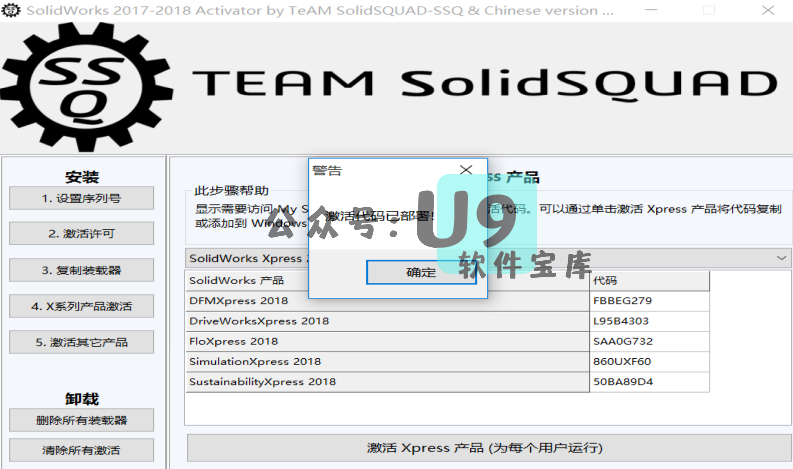 SolidWorks 2017-2018 Activator by TeAM SolidSQUAD-SSQ & Chinese version ...
SSQ
TEAM SolidSQUAD
安装
1. 设置序列号
2. 激活许可
3. 复制装载器
4. X系列产品激活
5. 激活其它产品
卸载
删除所有装载器
清除所有激活
ss 产品
此步骤帮助
显示需要访问 My S
活代码。可以通过单击激活 Xpress 产品将代码复制
或添加到 Windows
警告
激活代码已部署!
确定
公众号:U9
软件宝库
SolidWorks Xpress
SolidWorks 产品 代码
DFMXpress 2018 FBBEG279
DriveWorksXpress 2018 L95B4303
FloXpress 2018 SAA0G732
SimulationXpress 2018 860UXF60
SustainabilityXpress 2018 50BA89D4
激活 Xpress 产品 (为每个用户运行)